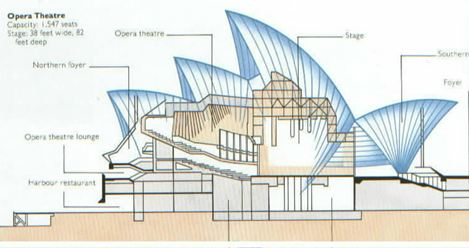 Opera Theatre
Capacity: 1,547 seats
Stage: 38 feet wide, 82
feet deep
Opera theatre
Stage
Northern foyer
Southern
Foyer
Opera theatre lounge
Harbour restaurant